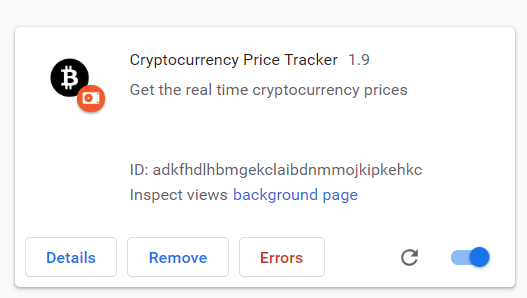 Cryptocurrency Price Tracker 1.9
Get the real time cryptocurrency prices
ID: adkfhdlhbmgekclaibdnmmojkipkehkc
Inspect views background page
Details Remove Errors